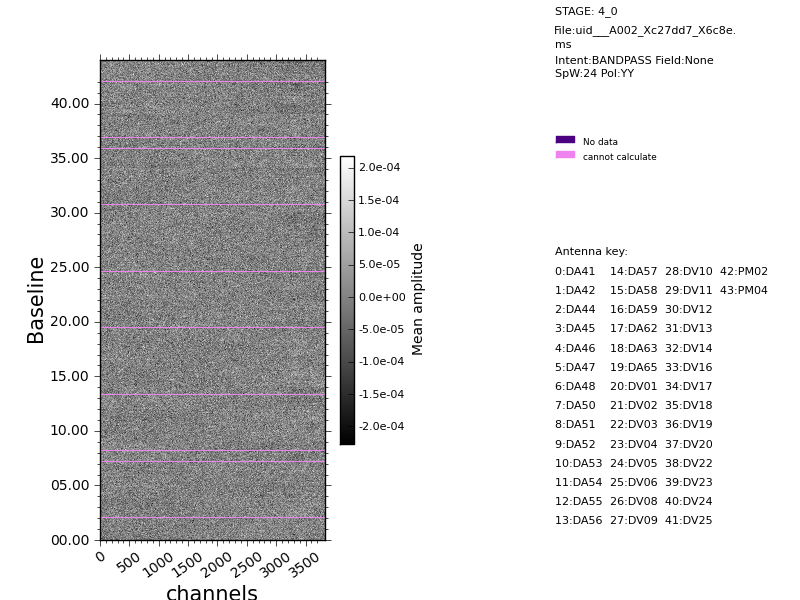 STAGE: 4_0
File:uid___A002_Xc27dd7_X6c8e.
ms
Intent:BANDPASS Field:None
SpW:24 Pol:YY
No data
cannot calculate
40.00
35.00
30.00
25.00
20.00
15.00
10.00
05.00
00.00
Baseline
0
500
1000
1500
2000
2500
3000
3500
channels
2.0e-04
1.5e-04
1.0e-04
5.0e-05
0.0e+00
-5.0e-05
-1.0e-04
-1.5e-04
-2.0e-04
Mean amplitude
Antenna key:
0:DA41 14:DA57 28:DV10 42:PM02
1:DA42 15:DA58 29:DV11 43:PM04
2:DA44 16:DA59 30:DV12
3:DA45 17:DA62 31:DV13
4:DA46 18:DA63 32:DV14
5:DA47 19:DA65 33:DV16
6:DA48 20:DV01 34:DV17
7:DA50 21:DV02 35:DV18
8:DA51 22:DV03 36:DV19
9:DA52 23:DV04 37:DV20
10:DA53 24:DV05 38:DV22
11:DA54 25:DV06 39:DV23
12:DA55 26:DV08 40:DV24
13:DA56 27:DV09 41:DV25